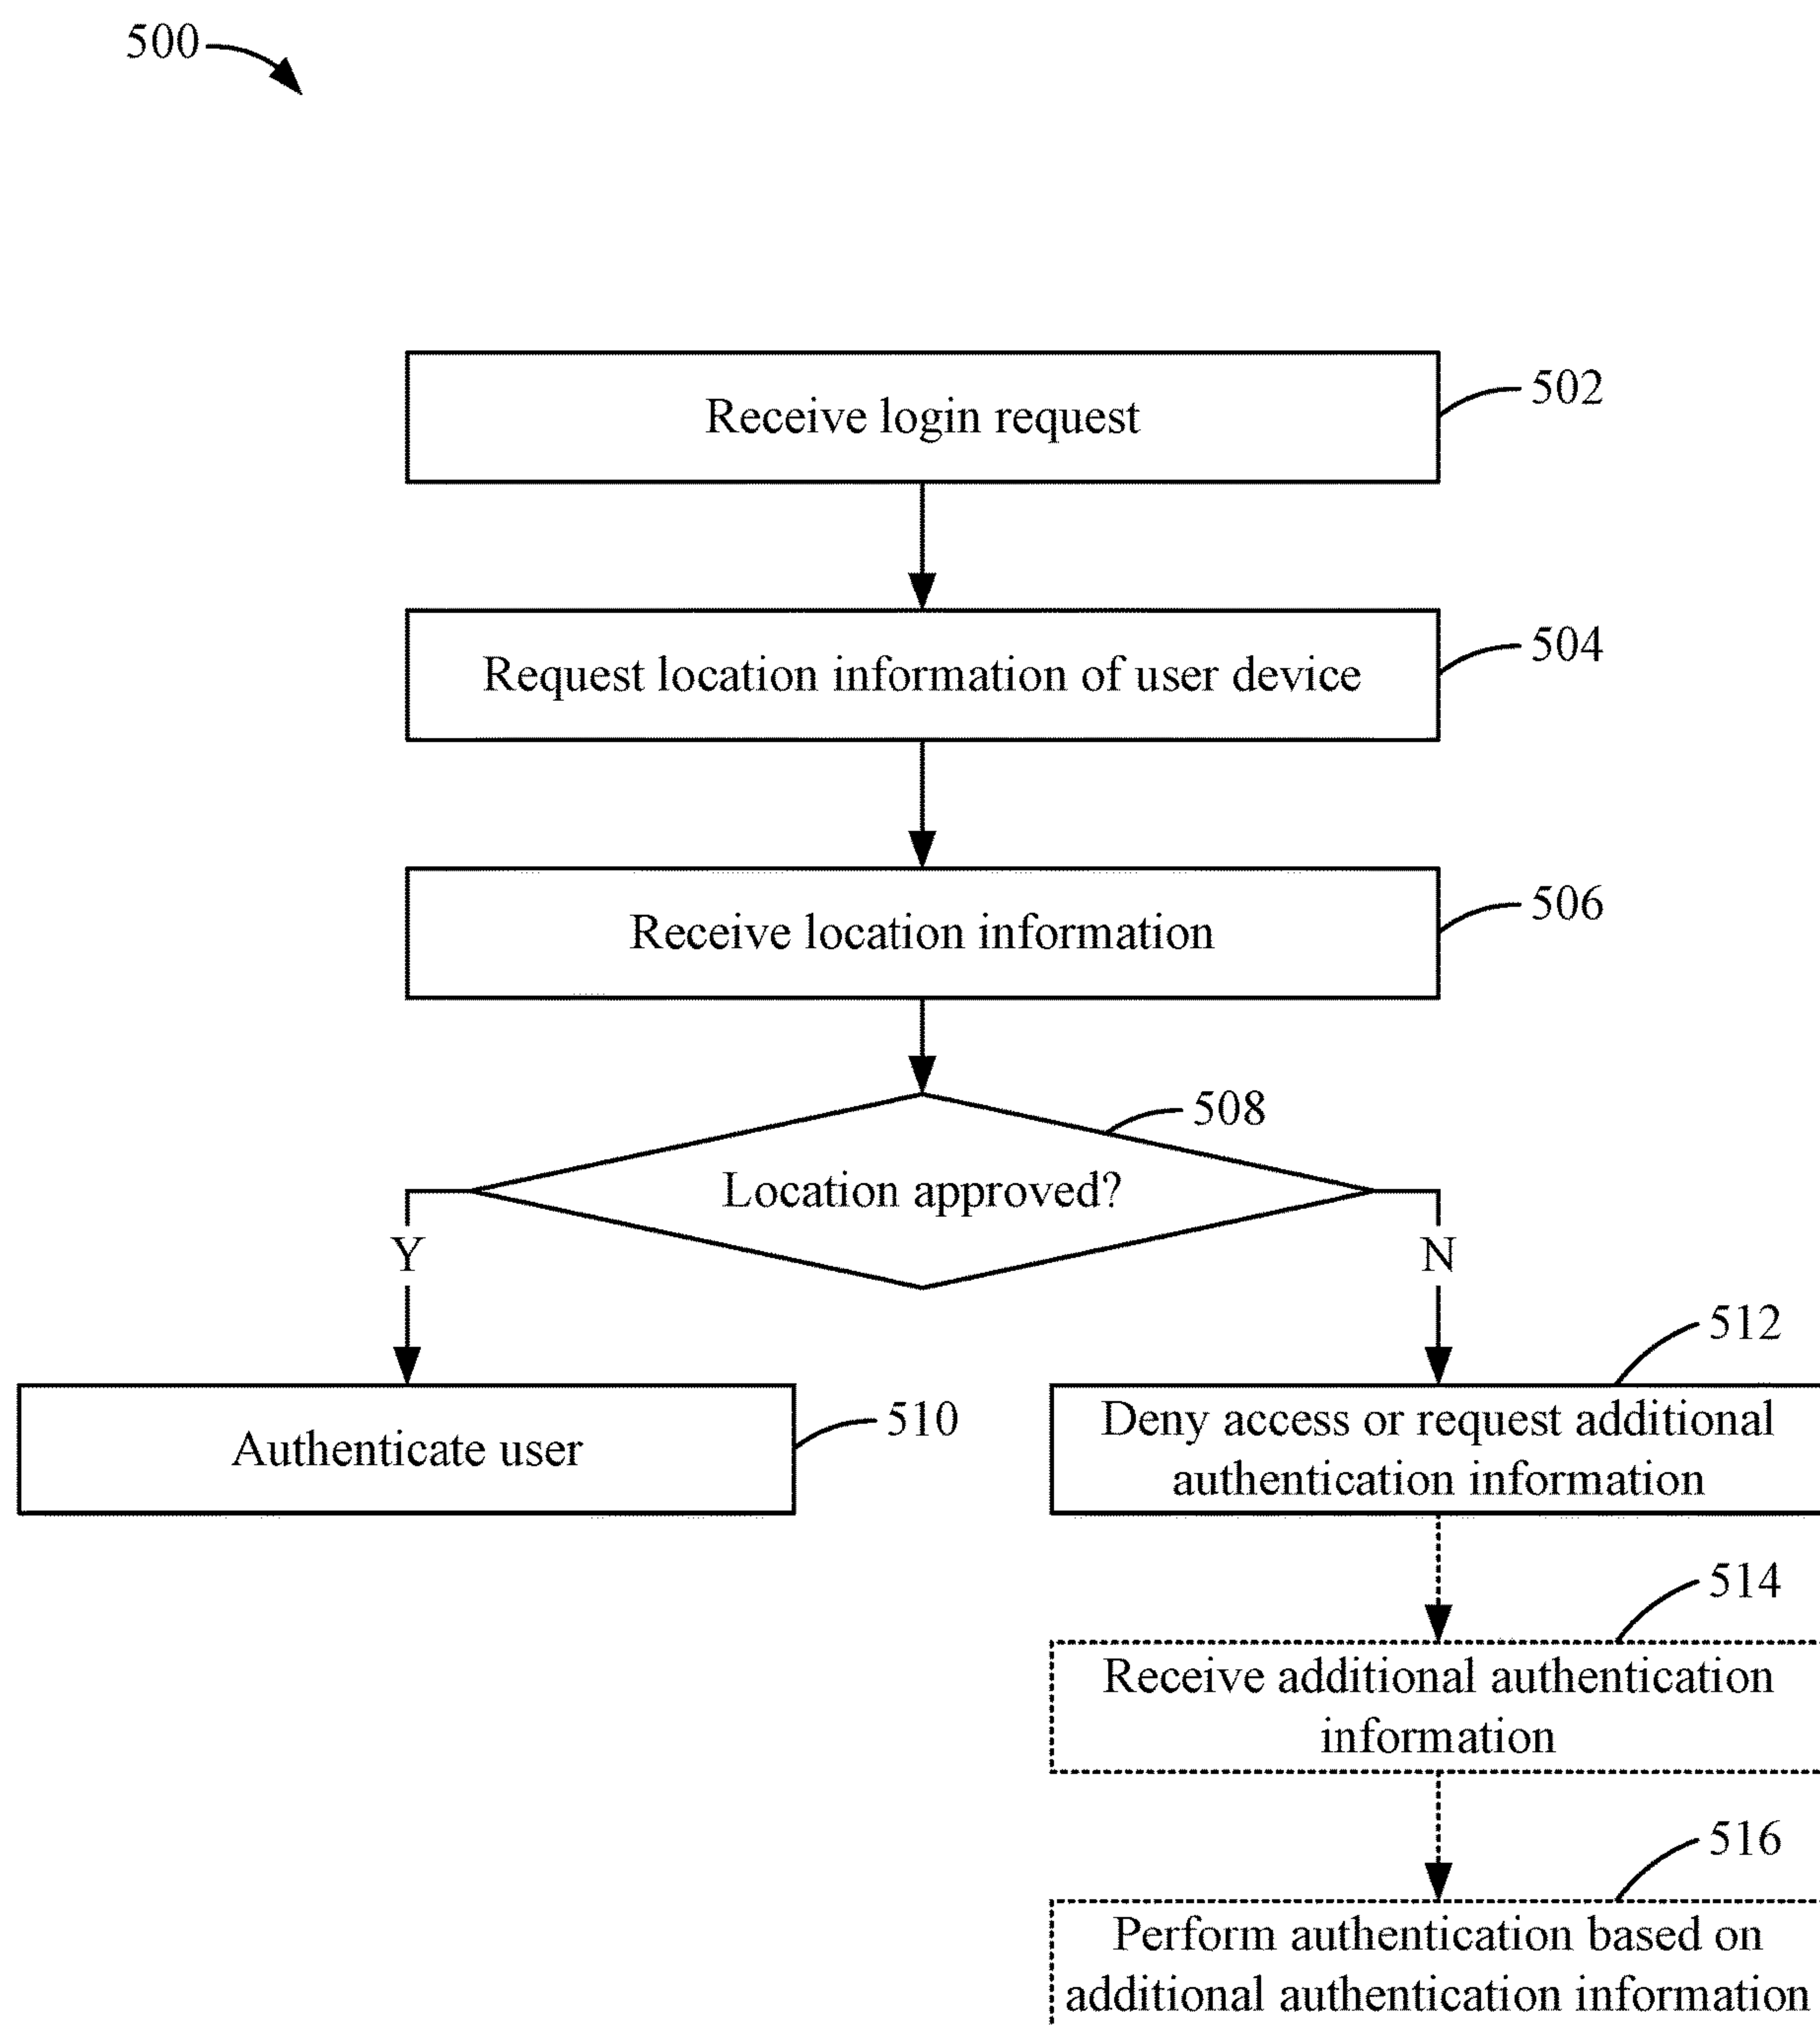 500
Receive login request
502
Request location information of user device
504
Receive location information
506
508
Location approved?
Y
N
512
Authenticate user
510
Deny access or request additional
authentication information
514
Receive additional authentication
information
516
Perform authentication based on
additional authentication information